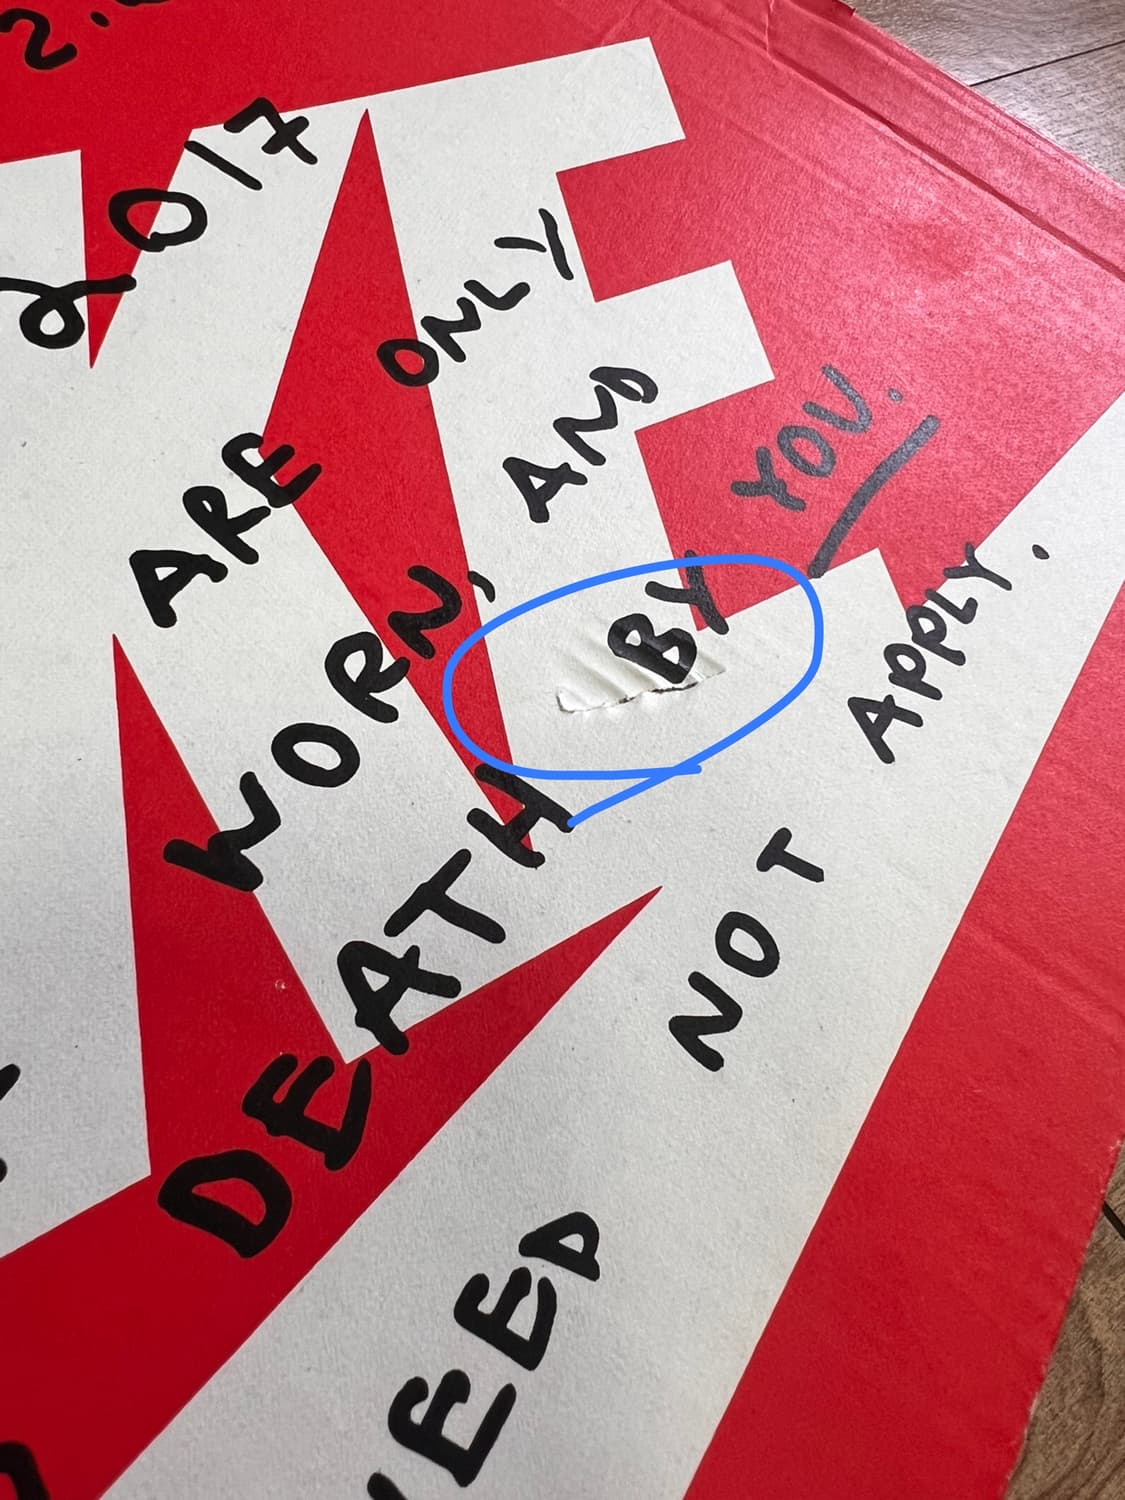 2017
ARE ONLY
WORN, AND
DEATH BY YOU.
EED NOT APPLY.